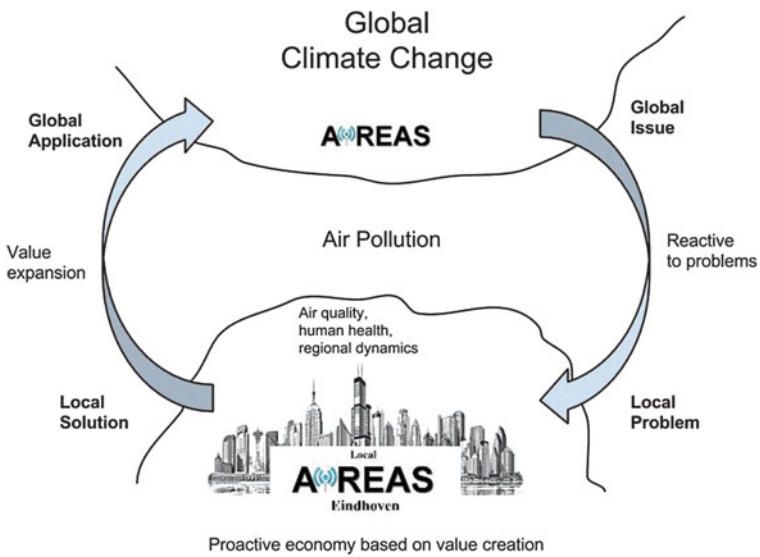 Global
Climate Change
Global
Application
AiREAS
Global
Issue
Value
expansion
Air Pollution
Reactive
to problems
Air quality,
human health,
regional dynamics
Local
Solution
Local
Problem
Local
AiREAS
Eindhoven
Proactive economy based on value creation